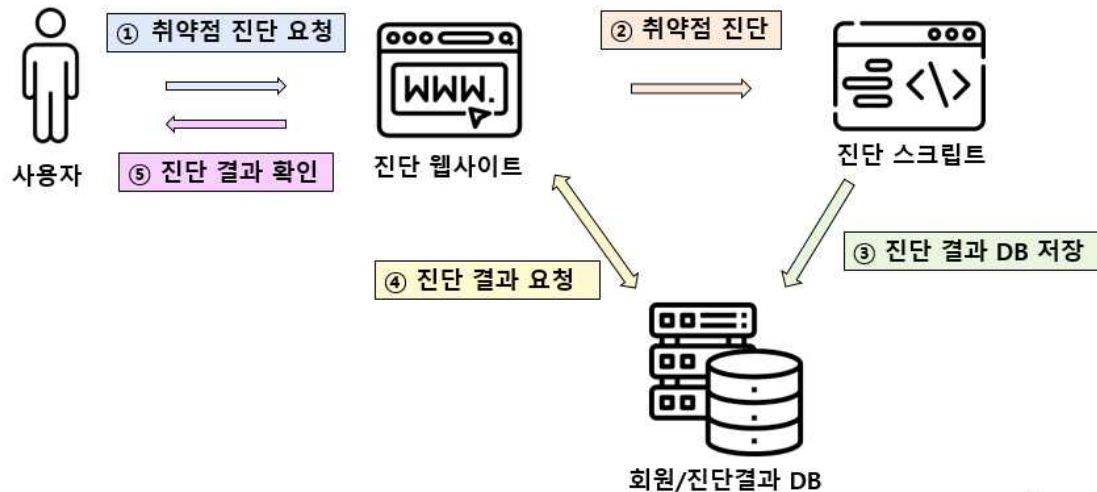 ① 취약점 진단 요청
② 취약점 진단
WWW.
</>
사용자
⑤ 진단 결과 확인
진단 웹사이트
진단 스크립트
③ 진단 결과 DB 저장
④ 진단 결과 요청
회원/진단결과 DB